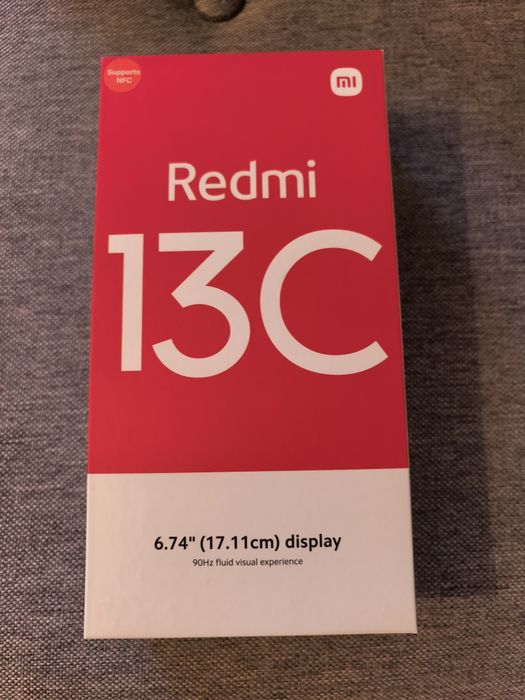 Supports
NFC
mi
Redmi
13C
6.74" (17.11cm) display
90Hz fluid visual experience